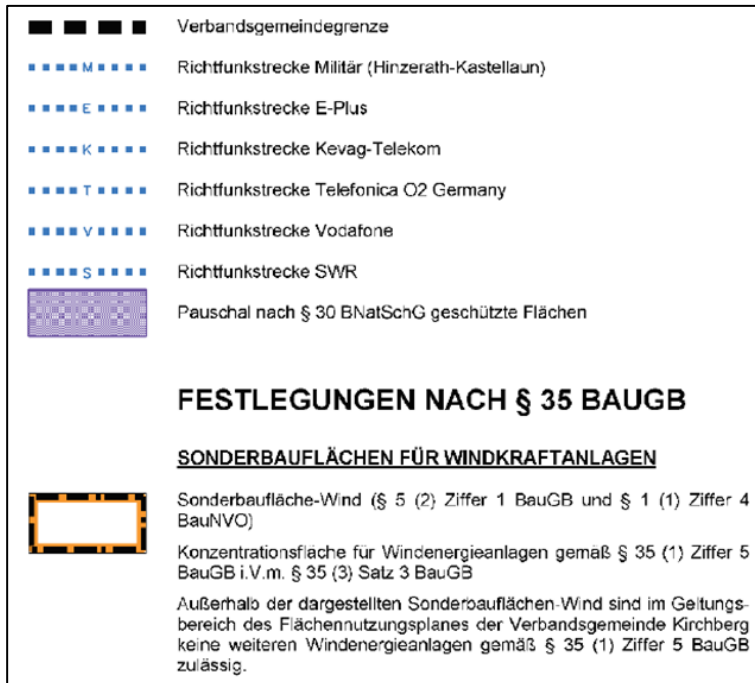 Verbandsgemeindegrenze
M Richtfunkstrecke Militär (Hinzerath-Kastellaun)
E Richtfunkstrecke E-Plus
K Richtfunkstrecke Kevag-Telekom
T Richtfunkstrecke Telefonica O2 Germany
V Richtfunkstrecke Vodafone
S Richtfunkstrecke SWR
Pauschal nach § 30 BNatSchG geschützte Flächen
FESTLEGUNGEN NACH § 35 BAUGB
SONDERBAUFLÄCHEN FÜR WINDKRAFTANLAGEN
Sonderbaufläche-Wind (§ 5 (2) Ziffer 1 BauGB und § 1 (1) Ziffer 4
BauNVO)
Konzentrationsfläche für Windenergieanlagen gemäß § 35 (1) Ziffer 5
BauGB i.V.m. § 35 (3) Satz 3 BauGB
Außerhalb der dargestellten Sonderbauflächen-Wind sind im Geltungs-
bereich des Flächennutzungsplanes der Verbandsgemeinde Kirchberg
keine weiteren Windenergieanlagen gemäß § 35 (1) Ziffer 5 BauGB
zulässig.